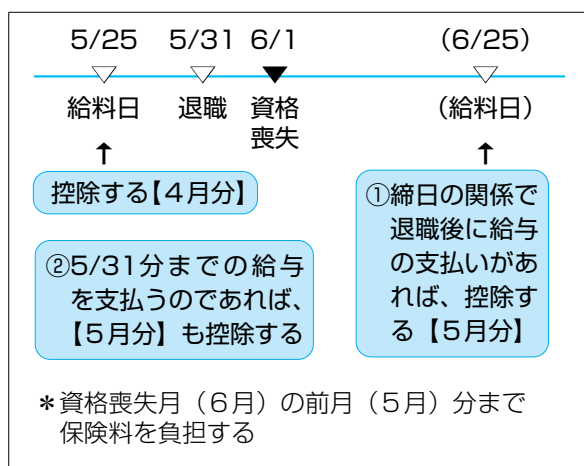 5/25 5/31 6/1 (6/25)
給料日 退職 資格 (給料日)
喪失
↑ ↑
控除する【4月分】
②5/31分までの給与
を支払うのであれば、
【5月分】も控除する
①締日の関係で
退職後に給与
の支払いがあ
れば、控除す
る【5月分】
＊資格喪失月（6月）の前月（5月）分まで
保険料を負担する